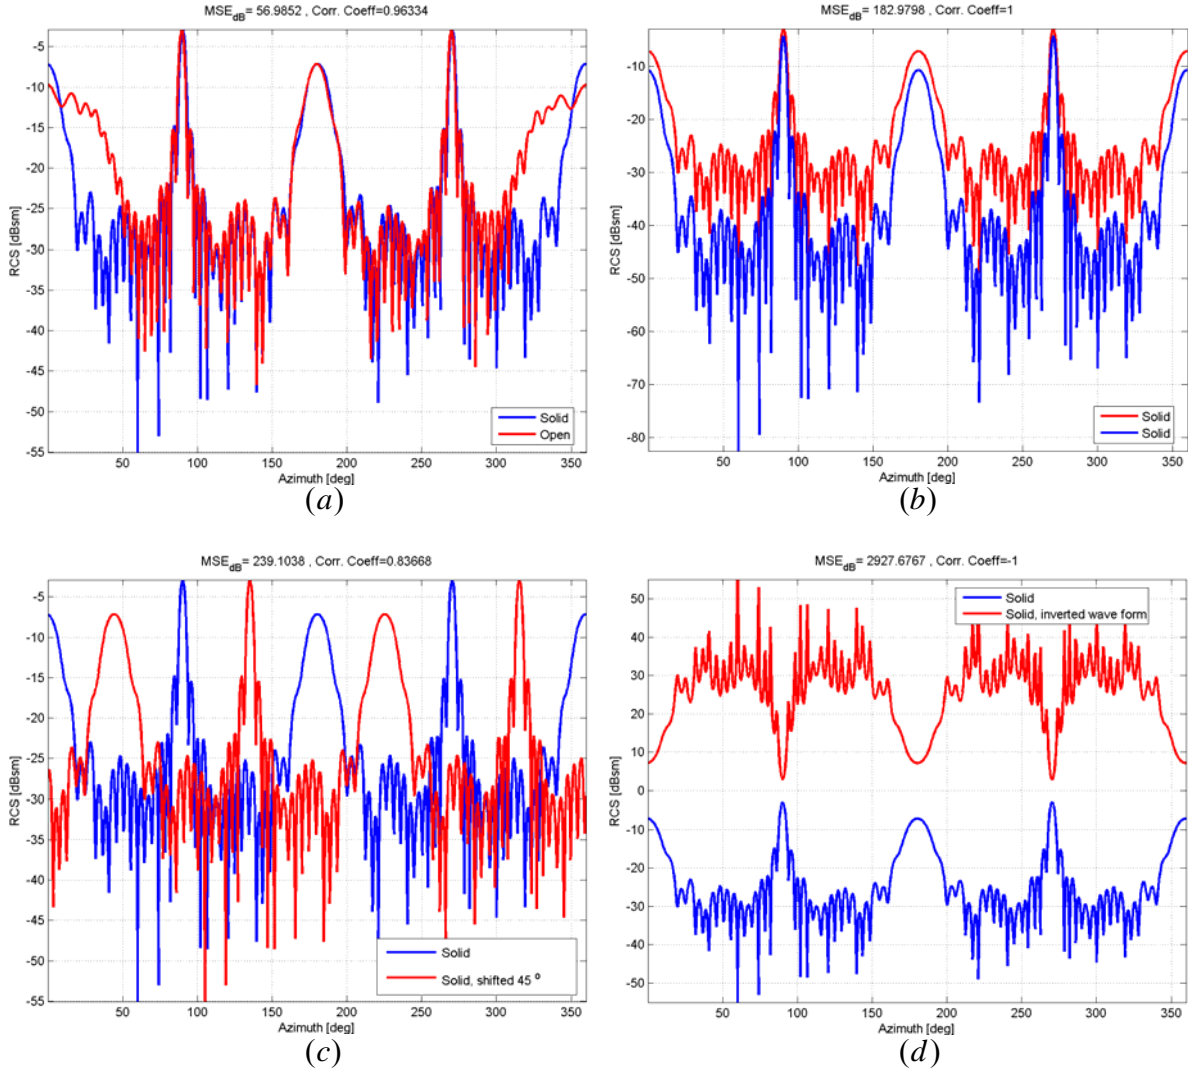 MSE_dB= 56.9852 , Corr. Coeff=0.96334
-5
-10
-15
-20
-25
-30
-35
-40
-45
-50
-55
RCS [dBsm]
50 100 150 200 250 300 350
Azimuth [deg]
Solid
Open
(a)
MSE_dB= 182.9798 , Corr. Coeff=1
-10
-20
-30
-40
-50
-60
-70
-80
RCS [dBsm]
50 100 150 200 250 300 350
Azimuth [deg]
Solid
Solid
(b)
MSE_dB= 239.1038 , Corr. Coeff=0.83668
-5
-10
-15
-20
-25
-30
-35
-40
-45
-50
-55
RCS [dBsm]
50 100 150 200 250 300 350
Azimuth [deg]
Solid
Solid, shifted 45 º
(c)
MSE_dB= 2927.6767 , Corr. Coeff=-1
50
40
30
20
10
0
-10
-20
-30
-40
-50
RCS [dBsm]
50 100 150 200 250 300 350
Azimuth [deg]
Solid
Solid, inverted wave form
(d)